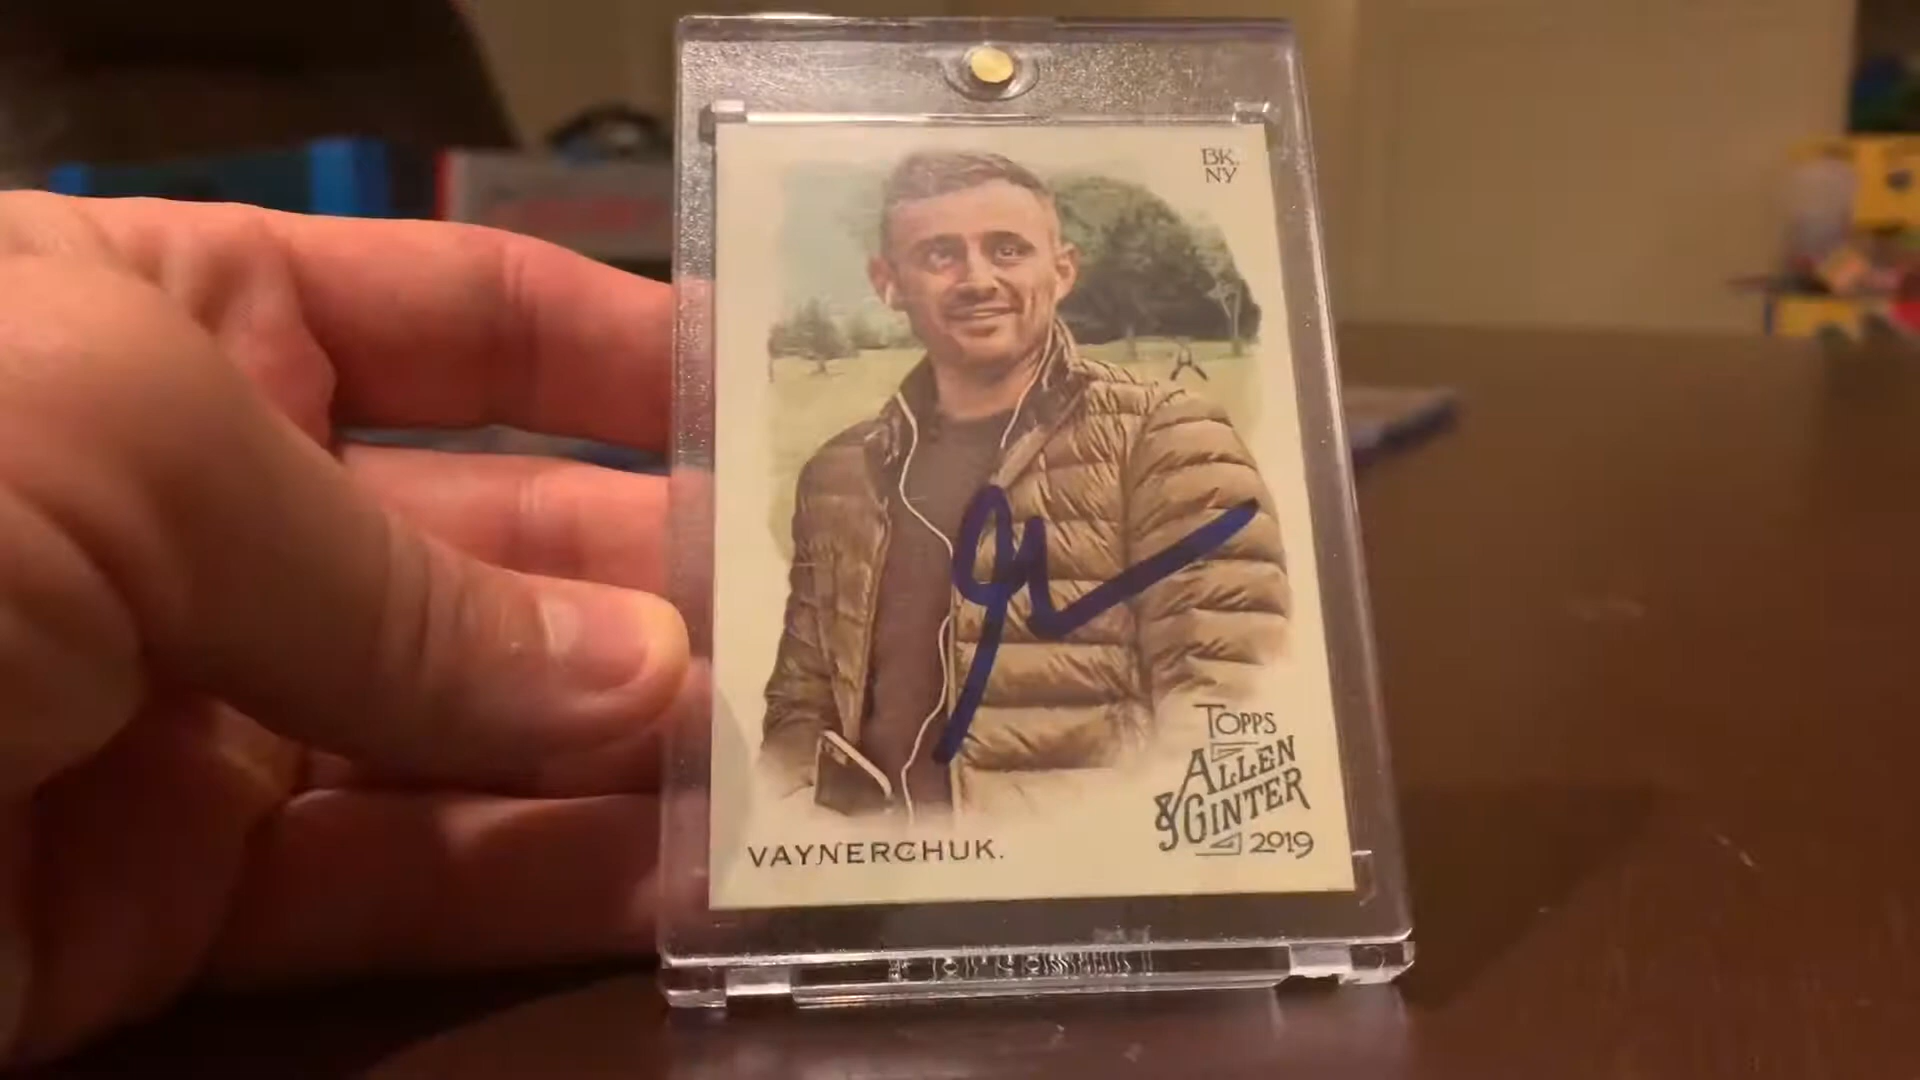 BK.
NY
VAYNERCHUK.
TOPPS
ALLEN
& GINTER
2019